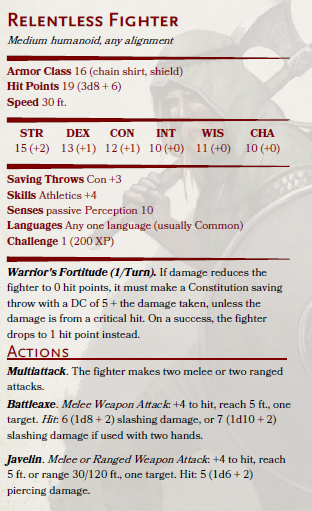 Relentless Fighter
Medium humanoid, any alignment
Armor Class 16 (chain shirt, shield)
Hit Points 19 (3d8 + 6)
Speed 30 ft.
STR DEX CON INT WIS CHA
15 (+2) 13 (+1) 12 (+1) 10 (+0) 11 (+0) 10 (+0)
Saving Throws Con +3
Skills Athletics +4
Senses passive Perception 10
Languages Any one language (usually Common)
Challenge 1 (200 XP)
Warrior's Fortitude (1/Turn). If damage reduces the
fighter to 0 hit points, it must make a Constitution saving
throw with a DC of 5 + the damage taken, unless the
damage is from a critical hit. On a success, the fighter
drops to 1 hit point instead.
Actions
Multiattack. The fighter makes two melee or two ranged
attacks.
Battleaxe. Melee Weapon Attack: +4 to hit, reach 5 ft., one
target. Hit: 6 (1d8 + 2) slashing damage, or 7 (1d10 + 2)
slashing damage if used with two hands.
Javelin. Melee or Ranged Weapon Attack: +4 to hit, reach
5 ft. or range 30/120 ft., one target. Hit: 5 (1d6 + 2)
piercing damage.